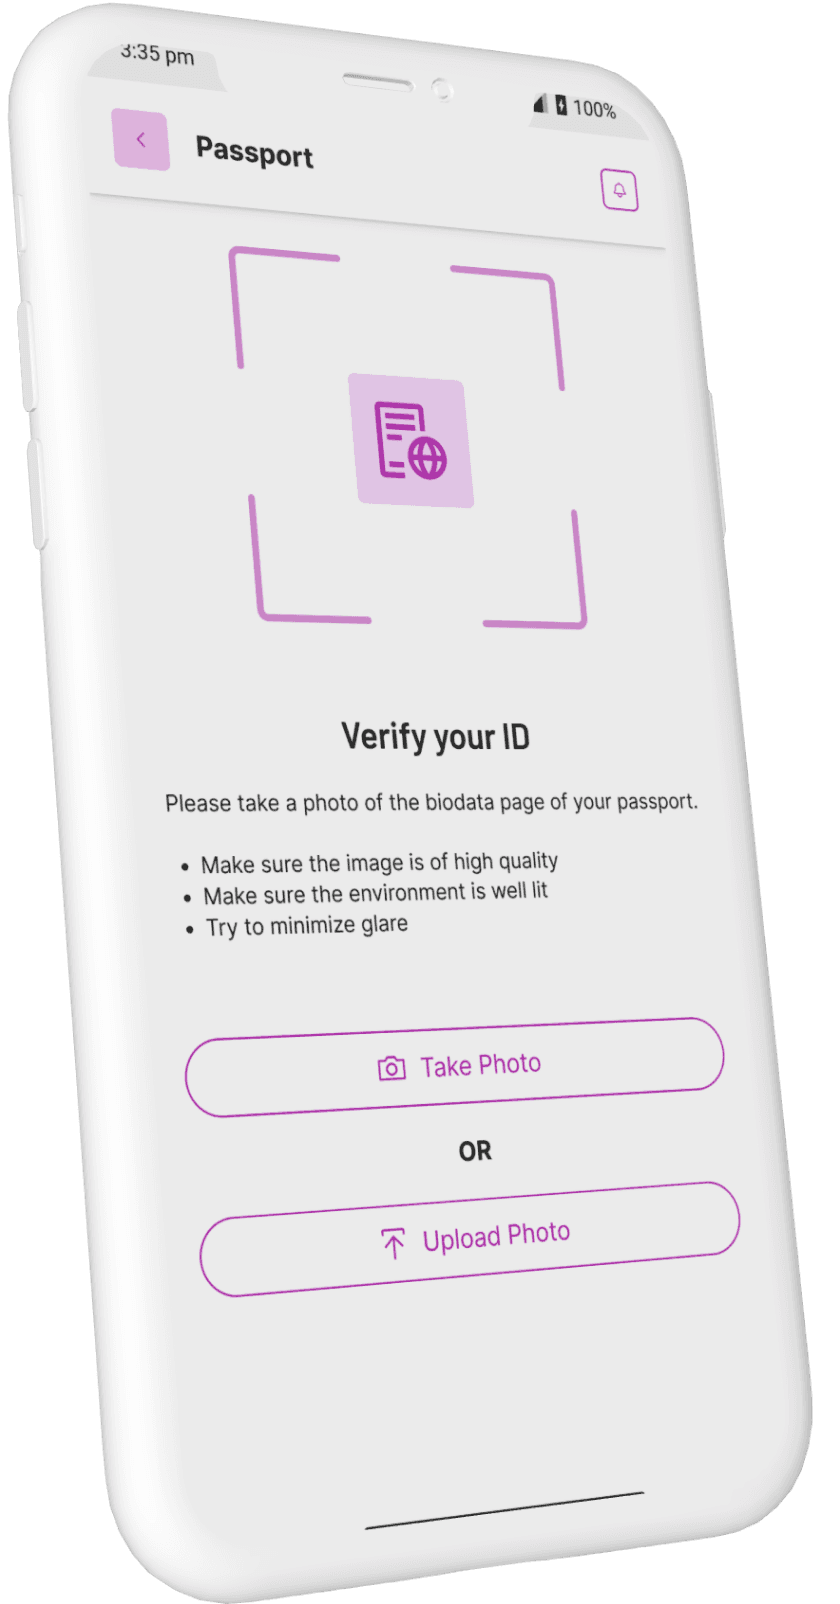 3:35 pm
100%
Passport
Verify your ID
Please take a photo of the biodata page of your passport.
• Make sure the image is of high quality
• Make sure the environment is well lit
• Try to minimize glare
Take Photo
OR
Upload Photo